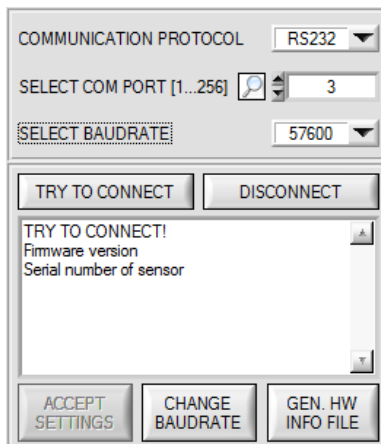 COMMUNICATION PROTOCOL RS232
SELECT COM PORT [1...256] 3
SELECT BAUDRATE 57600
TRY TO CONNECT DISCONNECT
TRY TO CONNECT!
Firmware version
Serial number of sensor
ACCEPT SETTINGS
CHANGE BAUDRATE
GEN. HW INFO FILE